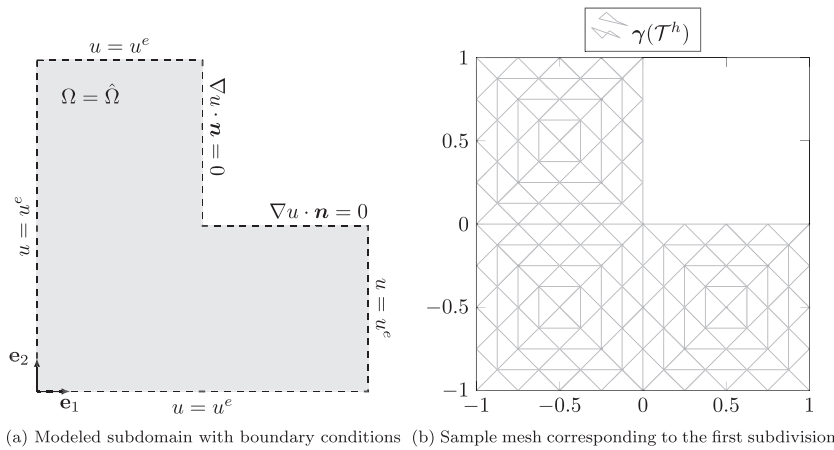 u = u^e
Ω = Ω̂
∇u · n = 0
∇u · n = 0
u = u^e
u = u^e
e₂
e₁
u = u^e
(a) Modeled subdomain with boundary conditions
γ(𝒯^h)
1
0.5
0
−0.5
−1
−1
−0.5
0
0.5
1
(b) Sample mesh corresponding to the first subdivision